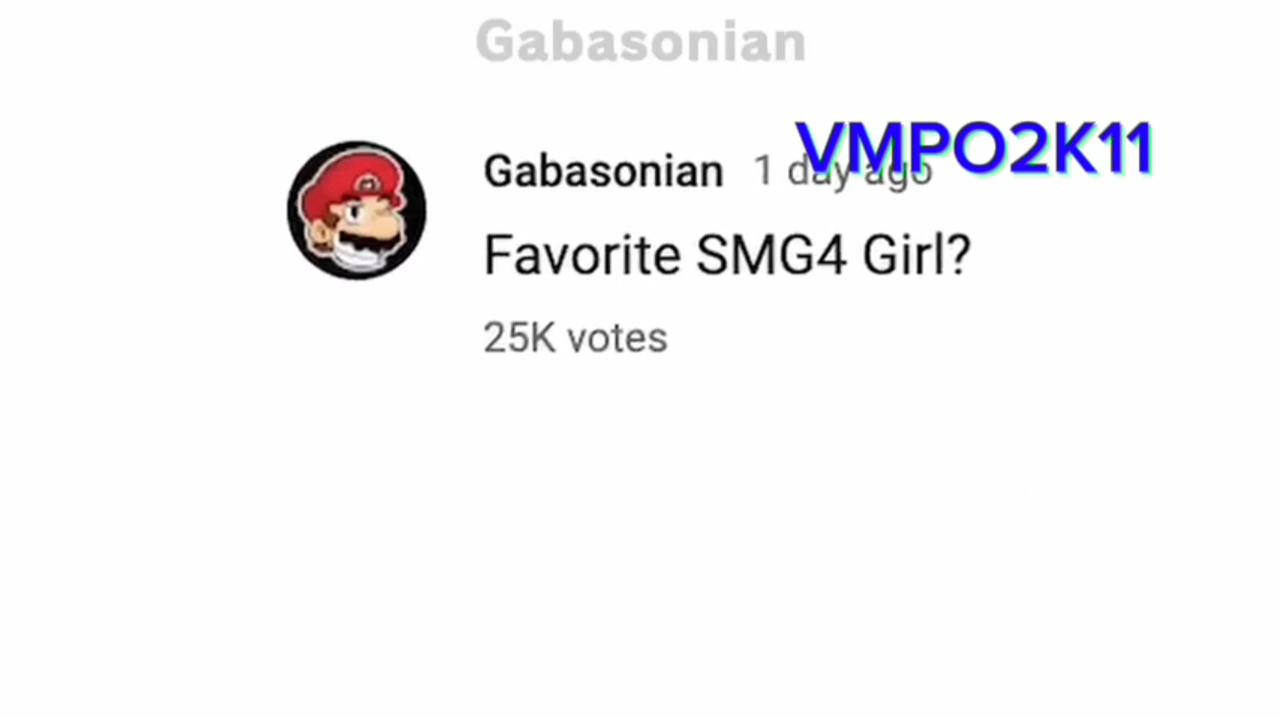 Gabasonian
VMPO2K11
Gabasonian 1 day ago
Favorite SMG4 Girl?
25K votes